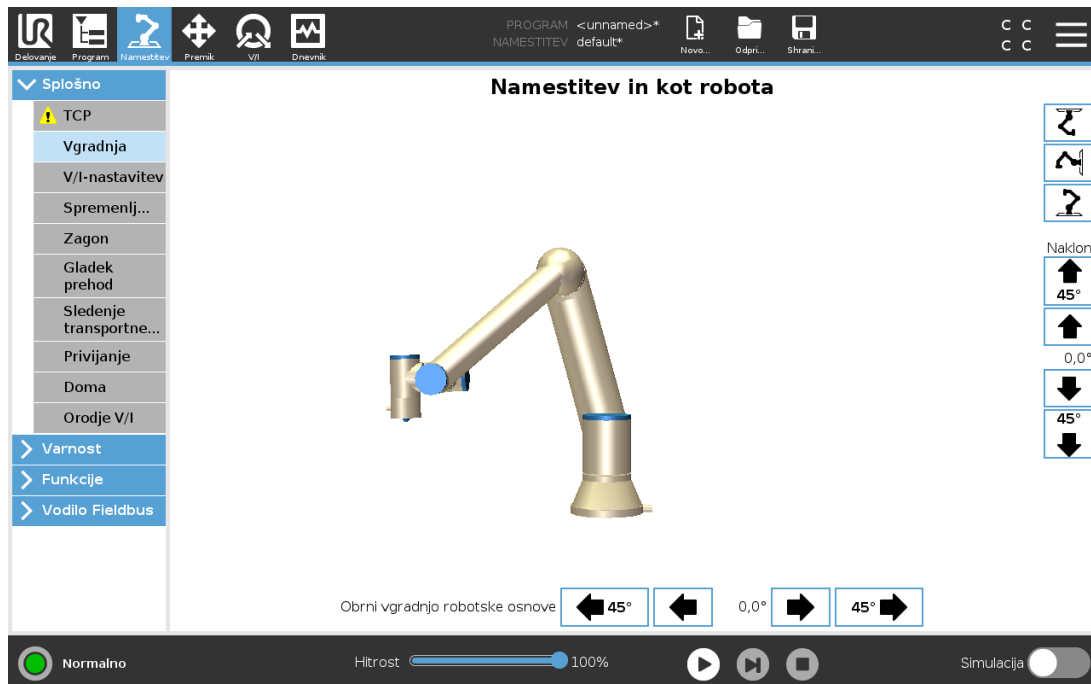 PROGRAM <unnamed>*
NAMESTITEV default*
UR
Delovanje
Program
Namestitev
Premik
V/I
Dnevnik
Novo...
Odpri...
Shrani...
C C
C C
Splošno
TCP
Vgradnja
V/I-nastavitev
Spremenlj...
Zagon
Gladek
prehod
Sledenje
transportne...
Privijanje
Doma
Orodje V/I
Varnost
Funkcije
Vodilo Fieldbus
Namestitev in kot robota
Naklon
45°
0,0°
45°
Obrni vgradnjo robotske osnove
45°
0,0°
45°
Normalno
Hitrost
100%
Simulacija